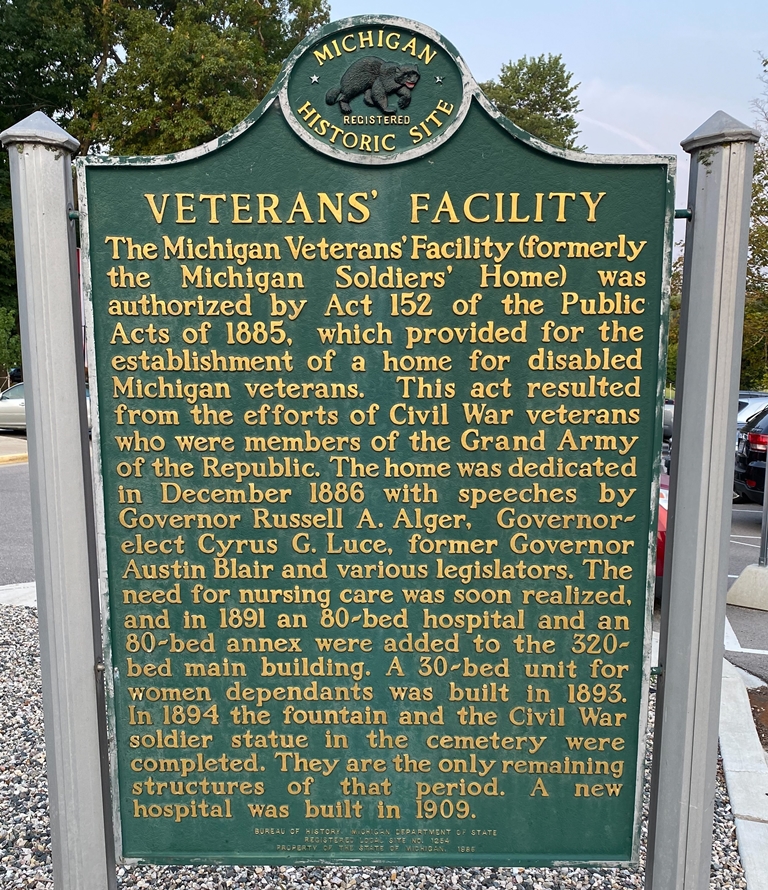 MICHIGAN
REGISTERED
HISTORIC SITE
VETERANS' FACILITY
The Michigan Veterans' Facility (formerly
the Michigan Soldiers' Home) was
authorized by Act 152 of the Public
Acts of 1885, which provided for the
establishment of a home for disabled
Michigan veterans. This act resulted
from the efforts of Civil War veterans
who were members of the Grand Army
of the Republic. The home was dedicated
in December 1886 with speeches by
Governor Russell A. Alger, Governor-
elect Cyrus G. Luce, former Governor
Austin Blair and various legislators. The
need for nursing care was soon realized,
and in 1891 an 80-bed hospital and an
80-bed annex were added to the 320-
bed main building. A 30-bed unit for
women dependants was built in 1893.
In 1894 the fountain and the Civil War
soldier statue in the cemetery were
completed. They are the only remaining
structures of that period. A new
hospital was built in 1909.
BUREAU OF HISTORY, MICHIGAN DEPARTMENT OF STATE
REGISTERED LOCAL SITE NO.
PROPERTY OF THE STATE OF MICHIGAN,